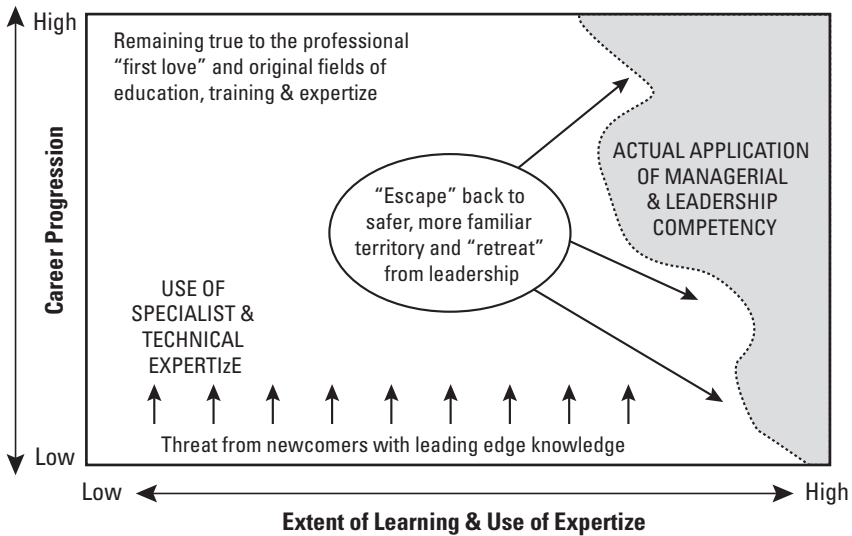 High
Remaining true to the professional
“first love” and original fields of
education, training & expertize
ACTUAL APPLICATION
OF MANAGERIAL
& LEADERSHIP
COMPETENCY
“Escape” back to
safer, more familiar
territory and “retreat”
from leadership
Career Progression
USE OF
SPECIALIST &
TECHNICAL
EXPERTIzE
Threat from newcomers with leading edge knowledge
Low
Low
High
Extent of Learning & Use of Expertize